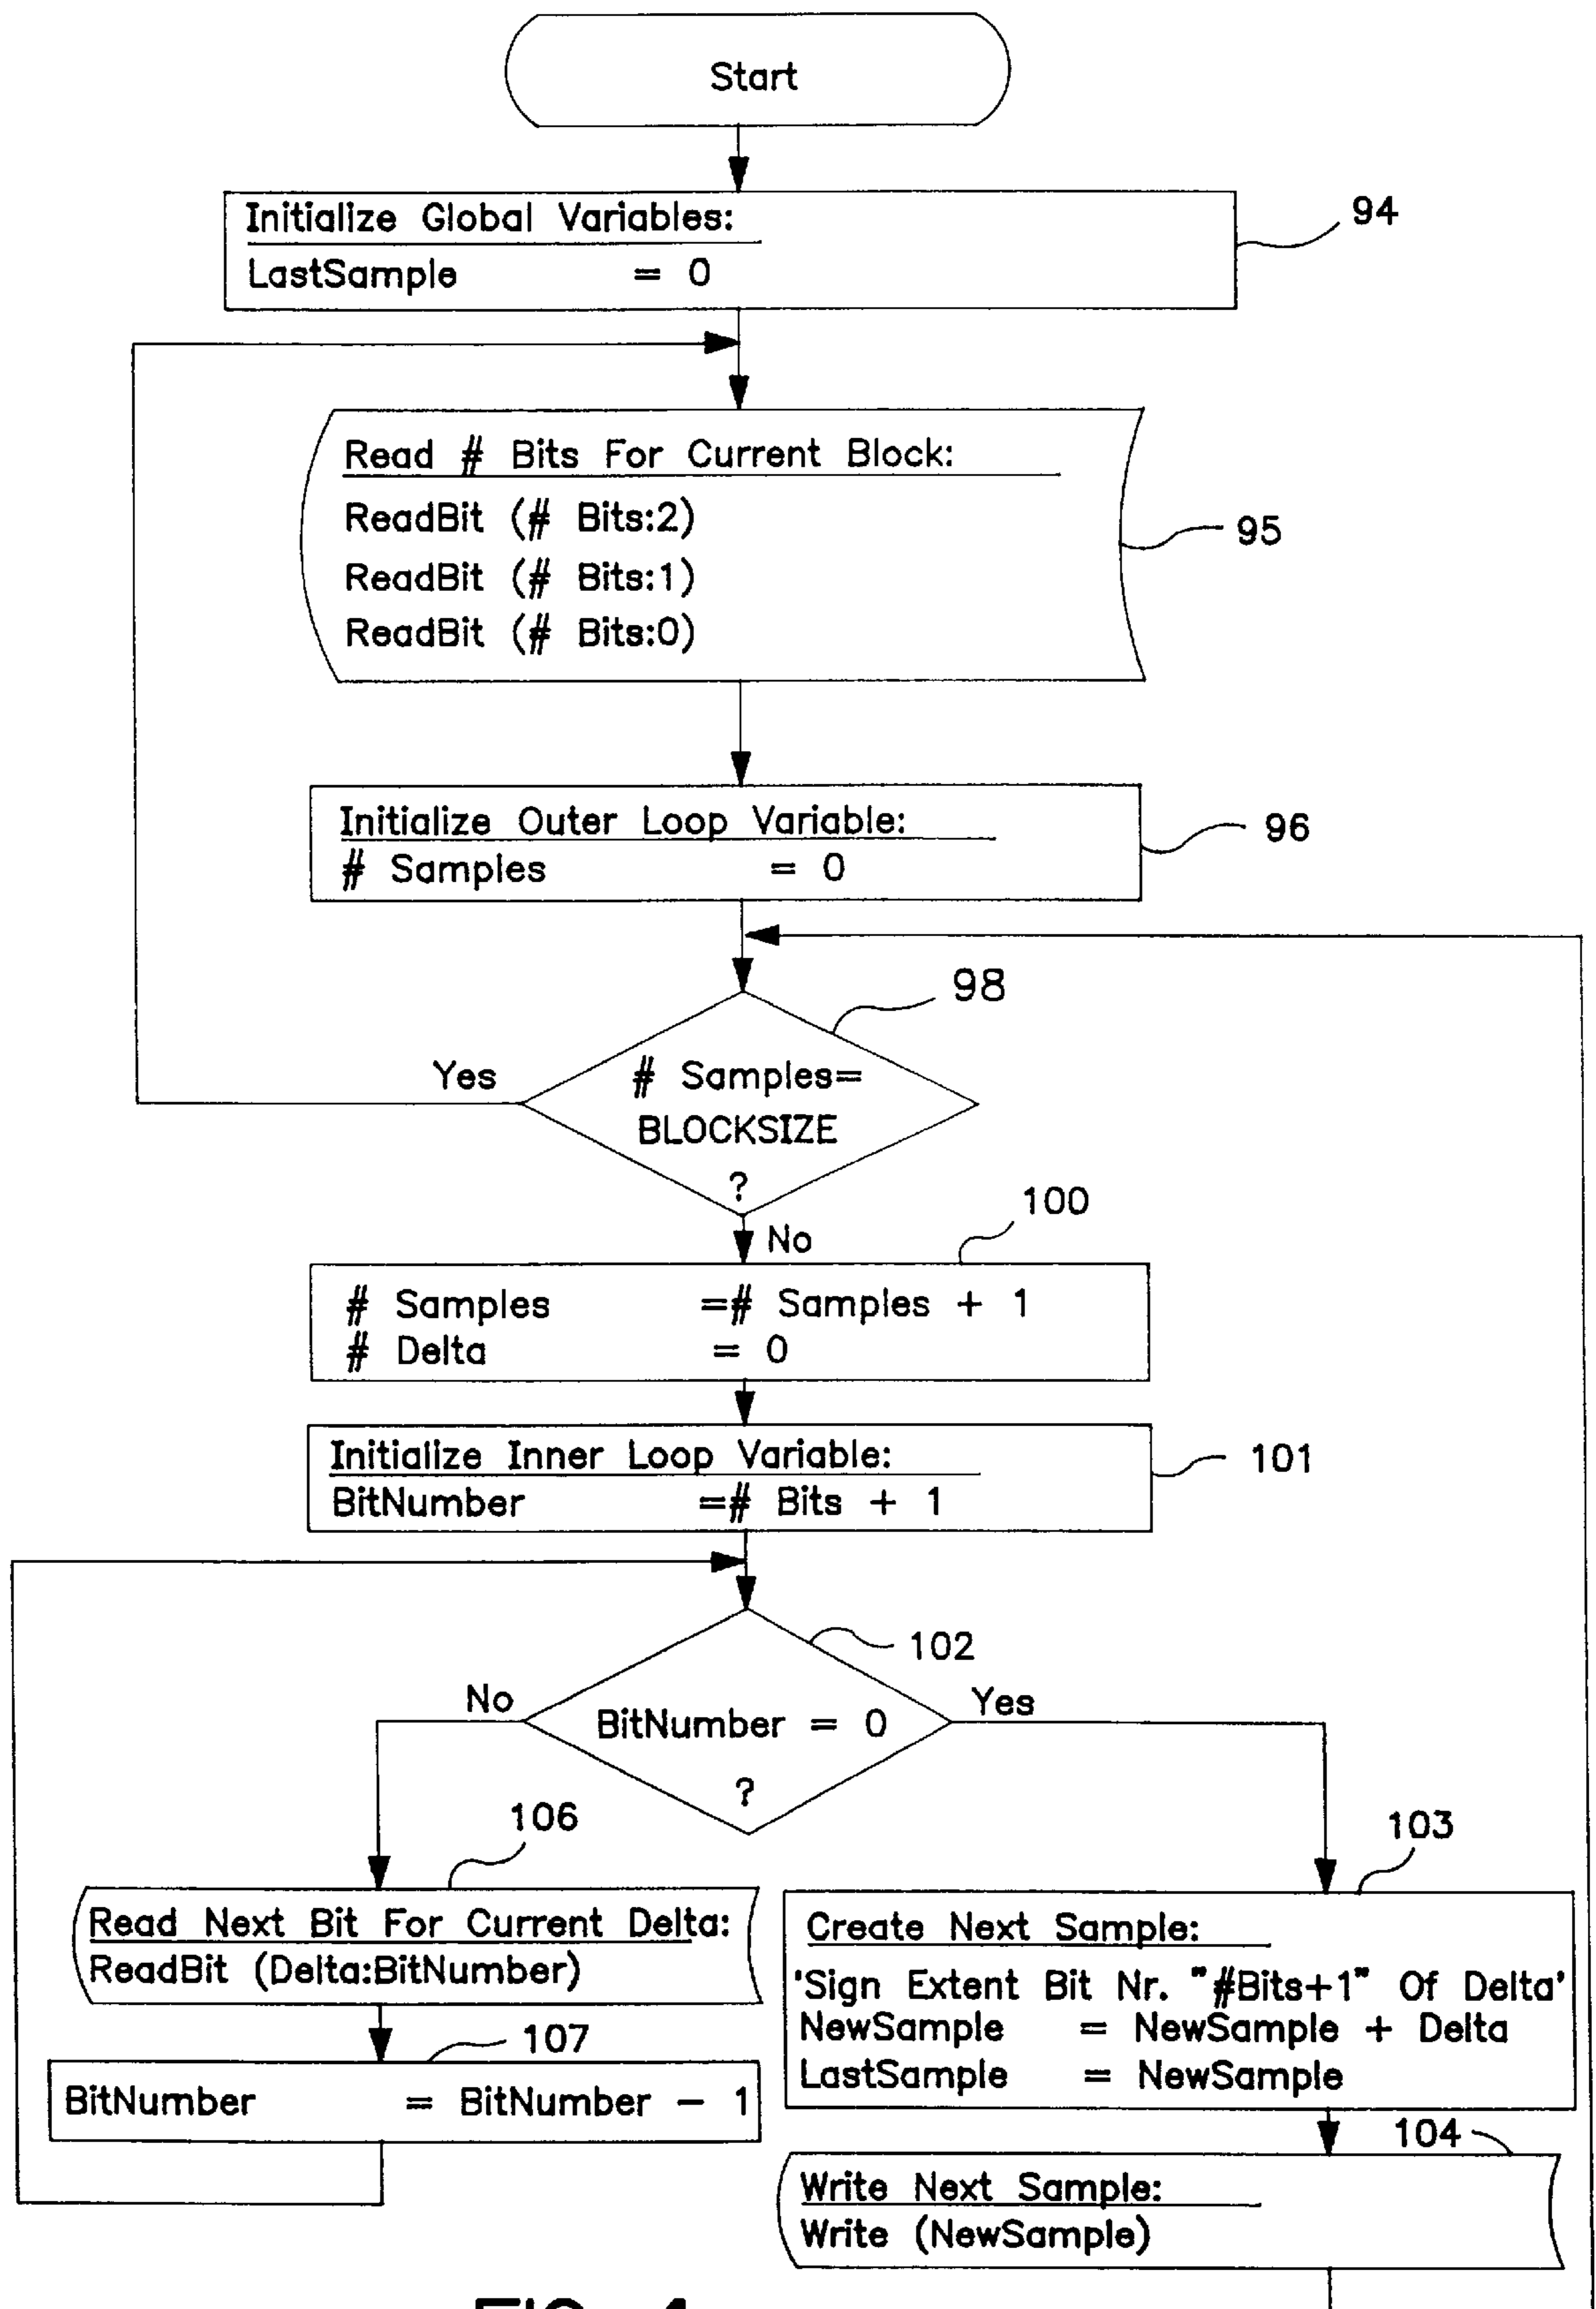 Start
Initialize Global Variables:
LastSample = 0
94
Read # Bits For Current Block:
ReadBit (# Bits:2)
ReadBit (# Bits:1)
ReadBit (# Bits:0)
95
Initialize Outer Loop Variable:
# Samples = 0
96
98
Yes
# Samples=
BLOCKSIZE
?
No
100
# Samples =# Samples + 1
# Delta = 0
Initialize Inner Loop Variable:
BitNumber =# Bits + 1
101
102
No
BitNumber = 0
?
Yes
106
Read Next Bit For Current Delta:
ReadBit (Delta:BitNumber)
107
BitNumber = BitNumber - 1
103
Create Next Sample:
'Sign Extent Bit Nr. "#Bits+1" Of Delta'
NewSample = NewSample + Delta
LastSample = NewSample
104
Write Next Sample:
Write (NewSample)